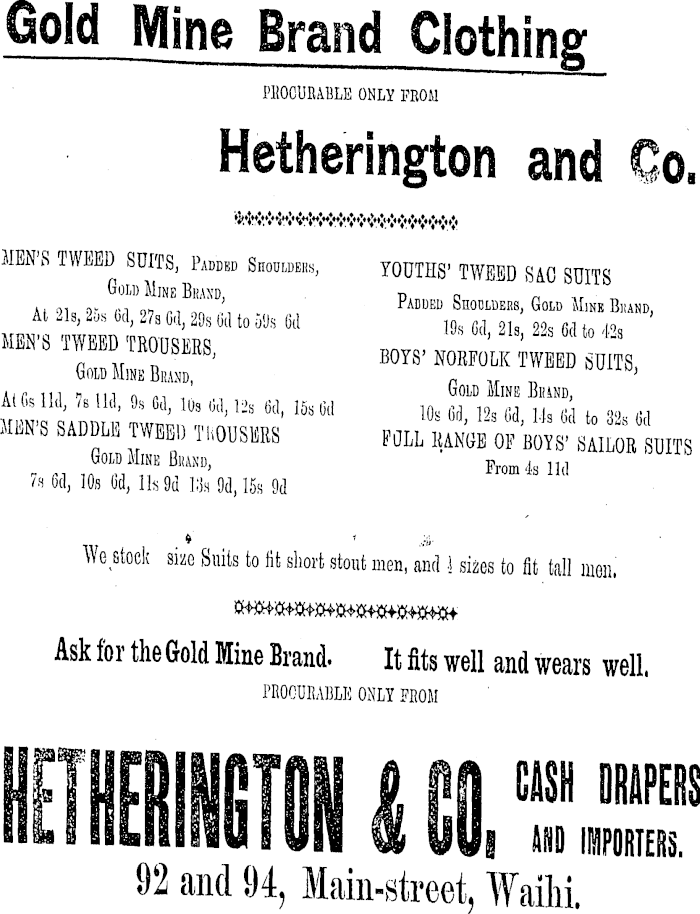 Gold Mine Brand Clothing
PROCURABLE ONLY FROM
Hetherington and Co.
MEN'S TWEED SUITS, PADDED SHOULDERS,
GOLD MINE BRAND,
At 21s, 25s 6d, 27s 6d, 29s 6d to 59s 6d
MEN'S TWEED TROUSERS,
GOLD MINE BRAND,
At 6s 11d, 7s 11d, 9s 6d, 10s 6d, 12s 6d, 15s 6d
MEN'S SADDLE TWEED TROUSERS
GOLD MINE BRAND,
7s 6d, 10s 6d, 11s 9d 13s 9d, 15s 9d
YOUTHS' TWEED SAC SUITS
PADDED SHOULDERS, GOLD MINE BRAND,
19s 6d, 21s, 22s 6d to 42s
BOYS' NORFOLK TWEED SUITS,
GOLD MINE BRAND,
10s 6d, 12s 6d, 14s 6d to 32s 6d
FULL RANGE OF BOYS' SAILOR SUITS
From 4s 11d
We stock size Suits to fit short stout men, and sizes to fit tall men.
Ask for the Gold Mine Brand. It fits well and wears well.
PROCURABLE ONLY FROM
HETHERINGTON & CO, CASH DRAPERS
AND IMPORTERS.
92 and 94, Main-street, Waihi.